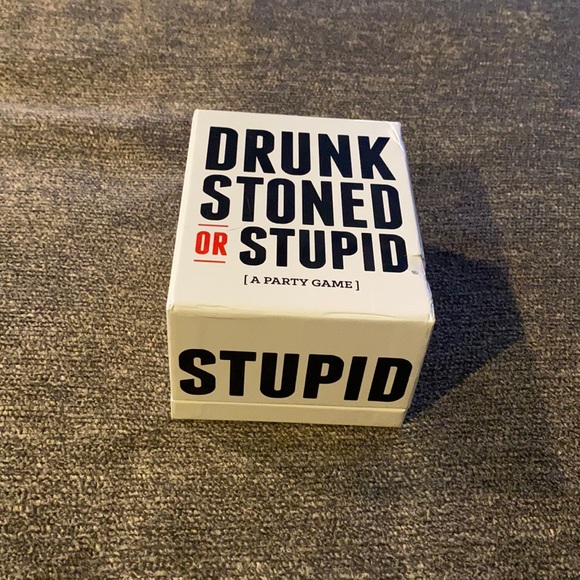 DRUNK
STONED
OR STUPID
[ A PARTY GAME ]
STUPID